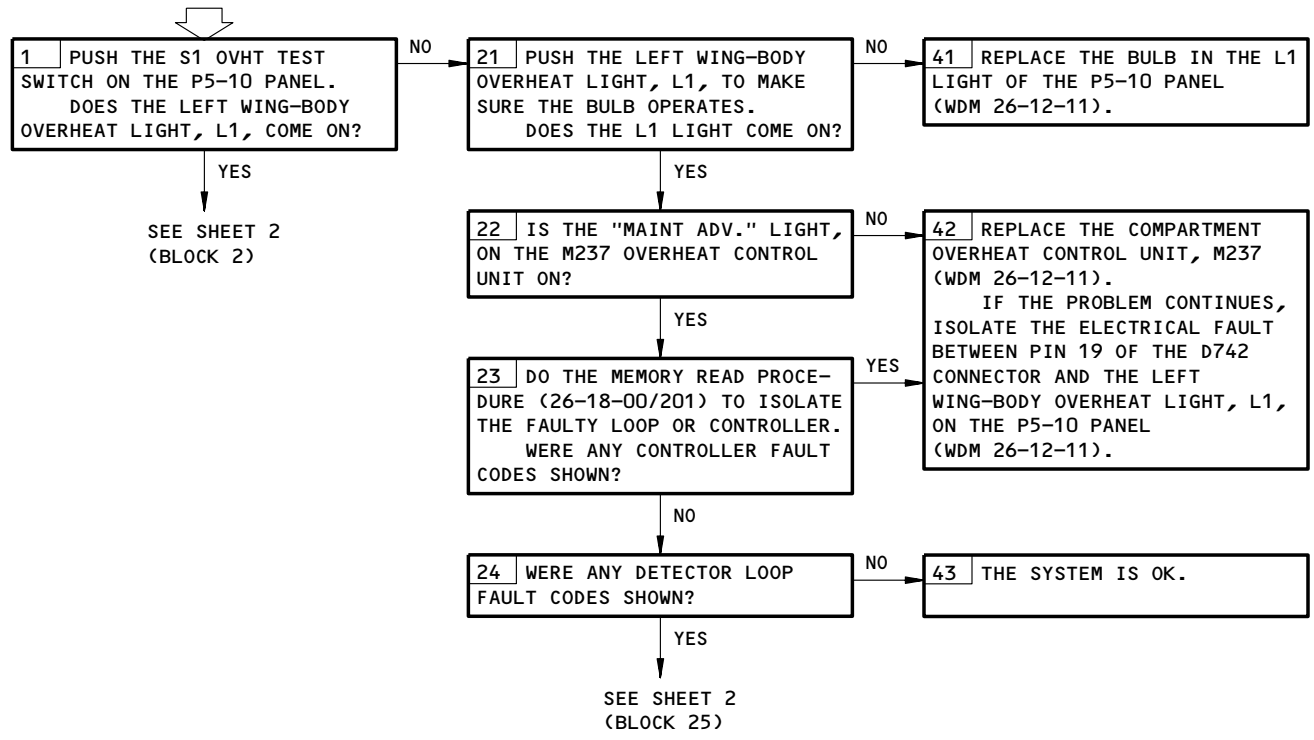 1 PUSH THE S1 OVHT TEST
SWITCH ON THE P5-10 PANEL.
DOES THE LEFT WING-BODY
OVERHEAT LIGHT, L1, COME ON?
NO
YES
SEE SHEET 2
(BLOCK 2)
21 PUSH THE LEFT WING-BODY
OVERHEAT LIGHT, L1, TO MAKE
SURE THE BULB OPERATES.
DOES THE L1 LIGHT COME ON?
NO
YES
41 REPLACE THE BULB IN THE L1
LIGHT OF THE P5-10 PANEL
(WDM 26-12-11).
22 IS THE "MAINT ADV." LIGHT,
ON THE M237 OVERHEAT CONTROL
UNIT ON?
NO
YES
42 REPLACE THE COMPARTMENT
OVERHEAT CONTROL UNIT, M237
(WDM 26-12-11).
IF THE PROBLEM CONTINUES,
ISOLATE THE ELECTRICAL FAULT
BETWEEN PIN 19 OF THE D742
CONNECTOR AND THE LEFT
WING-BODY OVERHEAT LIGHT, L1,
ON THE P5-10 PANEL
(WDM 26-12-11).
23 DO THE MEMORY READ PROCE-
DURE (26-18-00/201) TO ISOLATE
THE FAULTY LOOP OR CONTROLLER.
WERE ANY CONTROLLER FAULT
CODES SHOWN?
YES
NO
24 WERE ANY DETECTOR LOOP
FAULT CODES SHOWN?
NO
YES
43 THE SYSTEM IS OK.
SEE SHEET 2
(BLOCK 25)